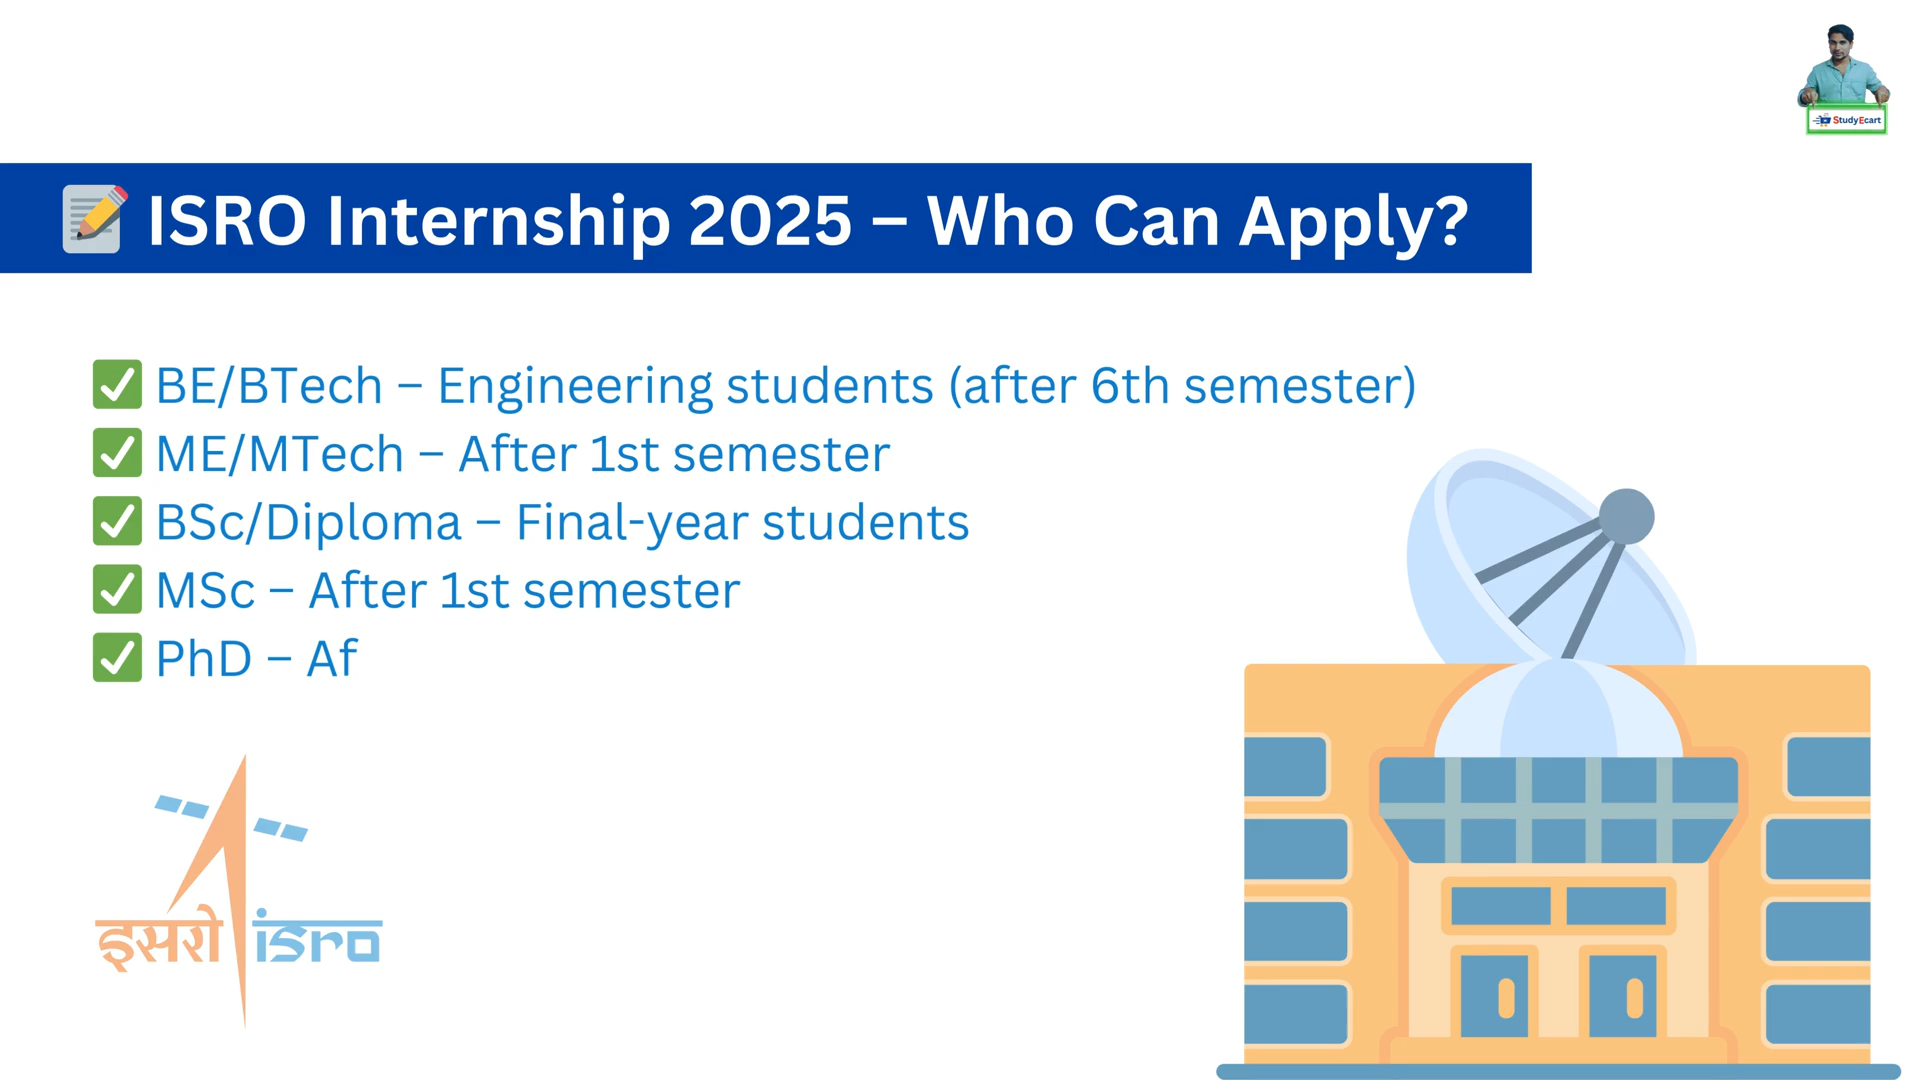 StudyEcart
📝 ISRO Internship 2025 – Who Can Apply?
✅ BE/BTech – Engineering students (after 6th semester)
✅ ME/MTech – After 1st semester
✅ BSc/Diploma – Final-year students
✅ MSc – After 1st semester
✅ PhD – Af
इसरो isro